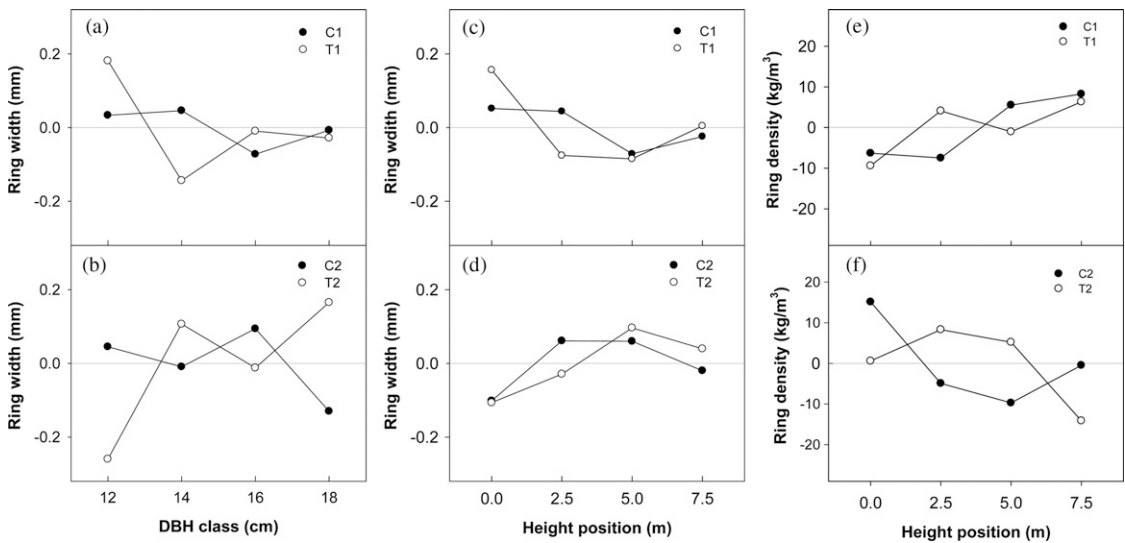 (a)
C1
T1
Ring width (mm)
0.2
0.0
-0.2
(b)
C2
T2
Ring width (mm)
0.2
0.0
-0.2
12 14 16 18
DBH class (cm)
(c)
C1
T1
Ring wdith (mm)
0.2
0.0
-0.2
(d)
C2
T2
Ring width (mm)
0.2
0.0
-0.2
0.0 2.5 5.0 7.5
Height position (m)
(e)
C1
T1
Ring density (kg/m³)
20
10
0
-10
-20
(f)
C2
T2
Ring density (kg/m³)
20
10
0
-10
-20
0.0 2.5 5.0 7.5
Height position (m)